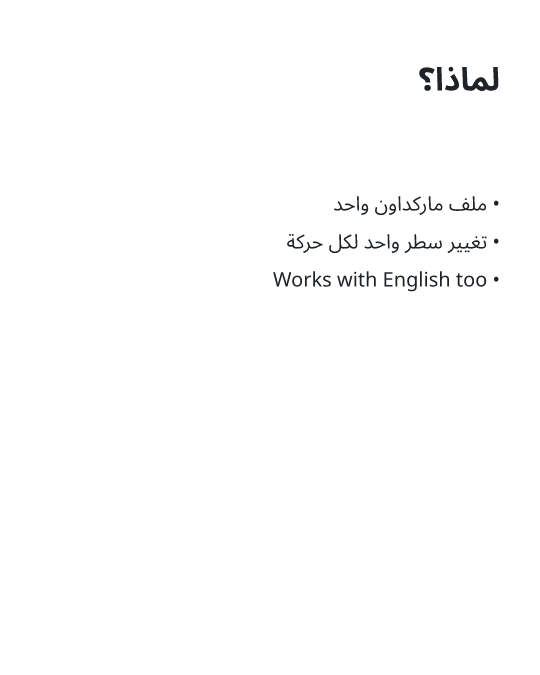 لماذا؟
• ملف ماركداون واحد
• تغيير سطر واحد لكل حركة
• Works with English too